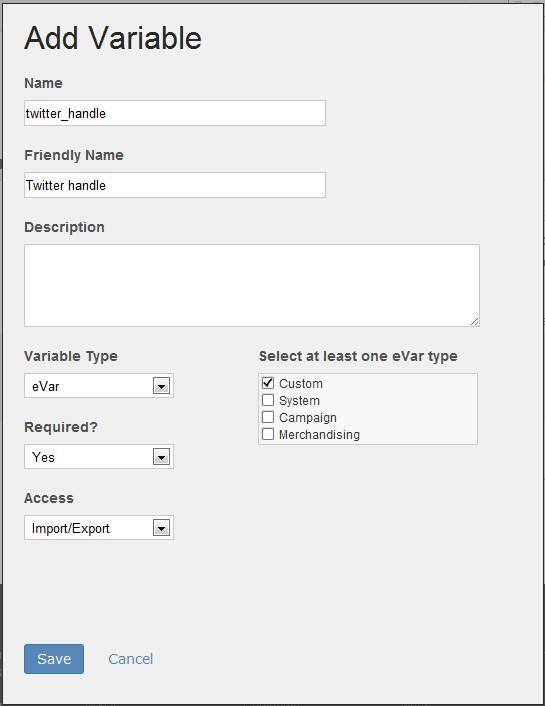 Add Variable
Name
twitter_handle
Friendly Name
Twitter handle
Description
Variable Type
Select at least one eVar type
eVar
Custom
System
Campaign
Merchandising
Required?
Yes
Access
Import/Export
Save
Cancel